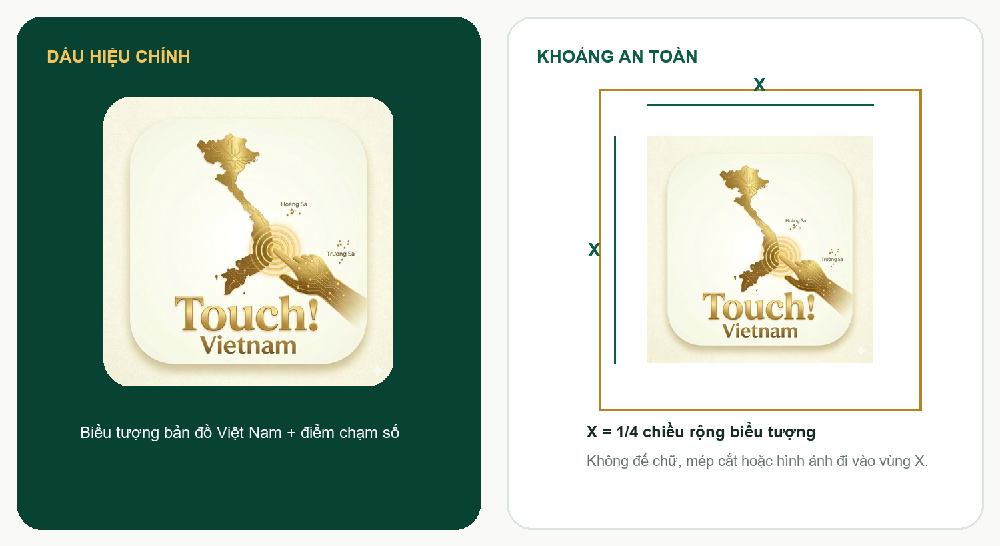 DẤU HIỆU CHÍNH
Hoàng Sa
Trường Sa
Touch!
Vietnam
Biểu tượng bản đồ Việt Nam + điểm chạm số
KHOẢNG AN TOÀN
X
Hoàng Sa
X
Trường Sa
Touch!
Vietnam
X = 1/4 chiều rộng biểu tượng
Không để chữ, mép cắt hoặc hình ảnh đi vào vùng X.